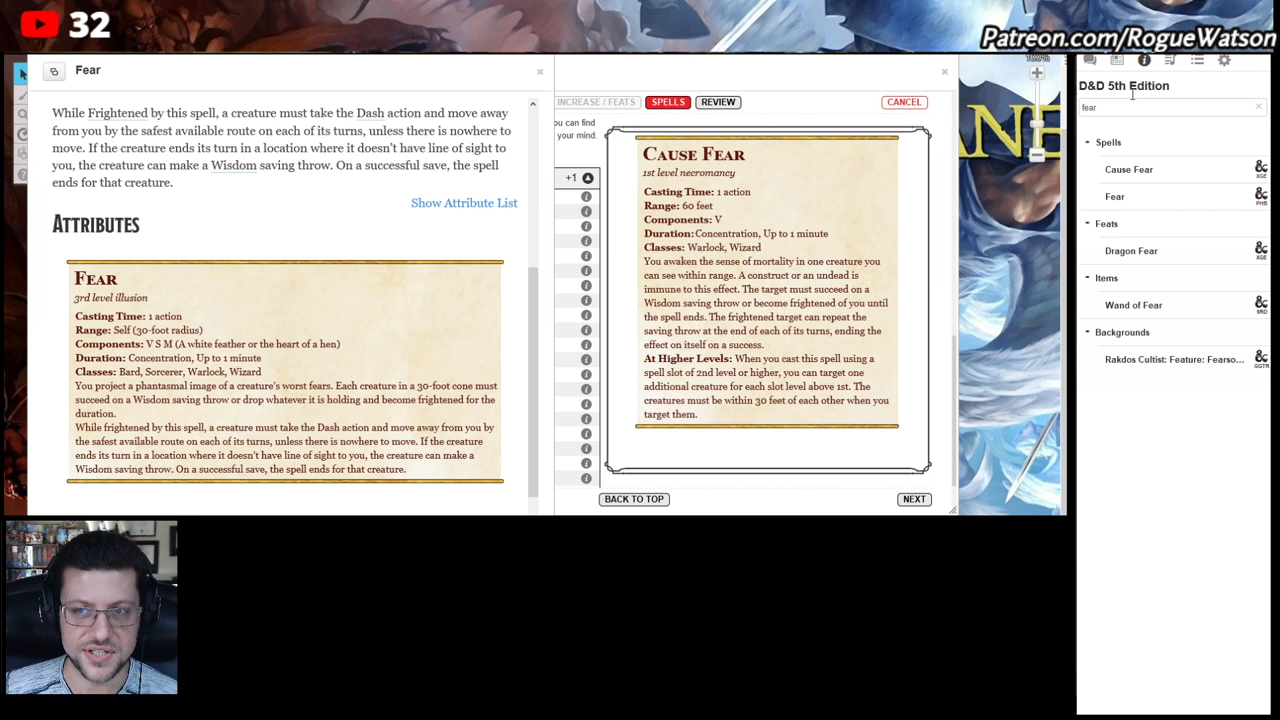 32
Patreon.com/RogueWatson
Fear
While Frightened by this spell, a creature must take the Dash action and move away
from you by the safest available route on each of its turns, unless there is nowhere to
move. If the creature ends its turn in a location where it doesn't have line of sight to
you, the creature can make a Wisdom saving throw. On a successful save, the spell
ends for that creature.
Show Attribute List
Attributes
Fear
3rd level illusion
Casting Time: 1 action
Range: Self (30-foot radius)
Components: V S M (A white feather or the heart of a hen)
Duration: Concentration, Up to 1 minute
Classes: Bard, Sorcerer, Warlock, Wizard
You project a phantasmal image of a creature's worst fears. Each creature in a 30-foot cone must
succeed on a Wisdom saving throw or drop whatever it is holding and become frightened for the
duration.
While frightened by this spell, a creature must take the Dash action and move away from you by
the safest available route on each of its turns, unless there is nowhere to move. If the creature
ends its turn in a location where it doesn't have line of sight to you, the creature can make a
Wisdom saving throw. On a successful save, the spell ends for that creature.
INCREASE / FEATS
SPELLS
REVIEW
CANCEL
ou can find
your mind.
+1
Cause Fear
1st level necromancy
Casting Time: 1 action
Range: 60 feet
Components: V
Duration: Concentration, Up to 1 minute
Classes: Warlock, Wizard
You awaken the sense of mortality in one creature you
can see within range. A construct or an undead is
immune to this effect. The target must succeed on a
Wisdom saving throw or become frightened of you until
the spell ends. The frightened target can repeat the
saving throw at the end of each of its turns, ending the
effect on itself on a success.
At Higher Levels: When you cast this spell using a
spell slot of 2nd level or higher, you can target one
additional creature for each slot level above 1st. The
creatures must be within 30 feet of each other when you
target them.
BACK TO TOP
NEXT
100%
D&D 5th Edition
fear
Spells
Cause Fear
XGE
Fear
PHB
Feats
Dragon Fear
XGE
Items
Wand of Fear
SRD
Backgrounds
Rakdos Cultist: Feature: Fearso...
GGTR